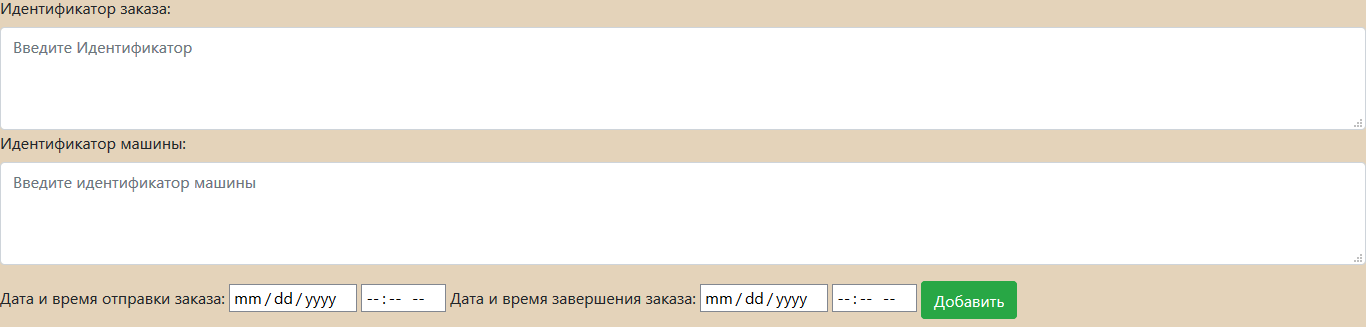 Идентификатор заказа:
Введите Идентификатор
Идентификатор машины:
Введите идентификатор машины
Дата и время отправки заказа: mm/dd/yyyy --:-- -- Дата и время завершения заказа: mm/dd/yyyy --:-- -- Добавить